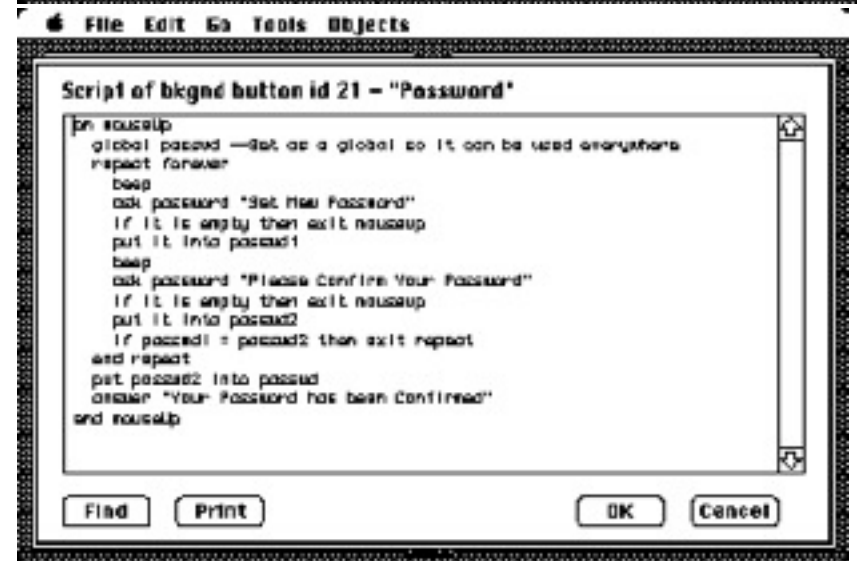 File Edit Go Tools Objects
Script of bkgnd button id 21 = "Password"
on mouseUp
global passwd --Set as a global so it can be used everywhere
repeat forever
beep
ask password "Set New Password"
if it is empty then exit mouseup
put it into passwd1
beep
ask password "Please Confirm Your Password"
if it is empty then exit mouseup
put it into passwd2
if passwd1 = passwd2 then exit repeat
end repeat
put passwd2 into passwd
answer "Your Password has been Confirmed"
end mouseUp
Find Print OK Cancel